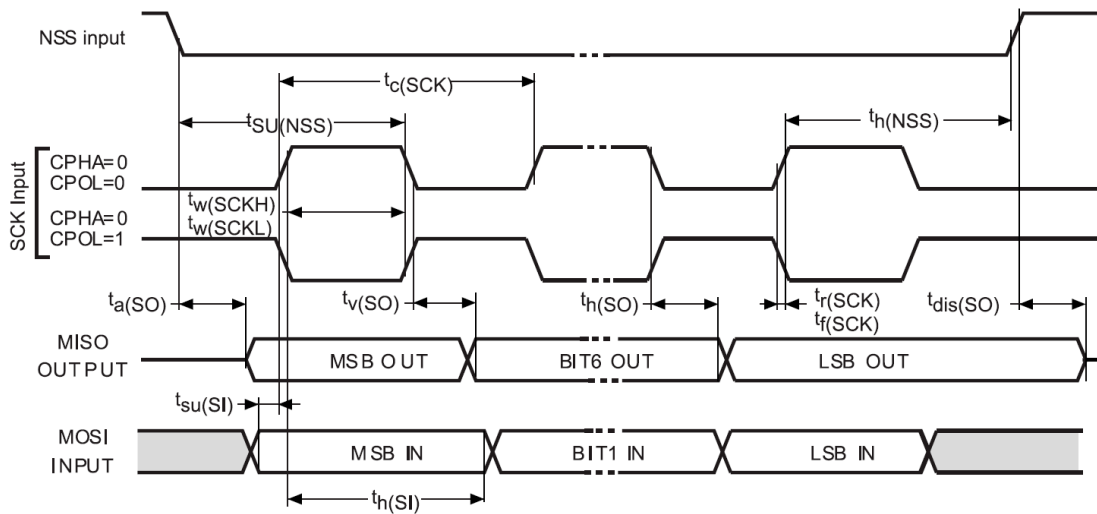 NSS input
tc(SCK)
tSU(NSS)
th(NSS)
SCK Input
CPHA=0
CPOL=0
CPHA=0
CPOL=1
tw(SCKH)
tw(SCKL)
ta(SO)
tv(SO)
th(SO)
tr(SCK)
tf(SCK)
tdis(SO)
MISO
OUTPUT
MSB OUT
BIT6 OUT
LSB OUT
tsu(SI)
MOSI
INPUT
MSB IN
BIT1 IN
LSB IN
th(SI)